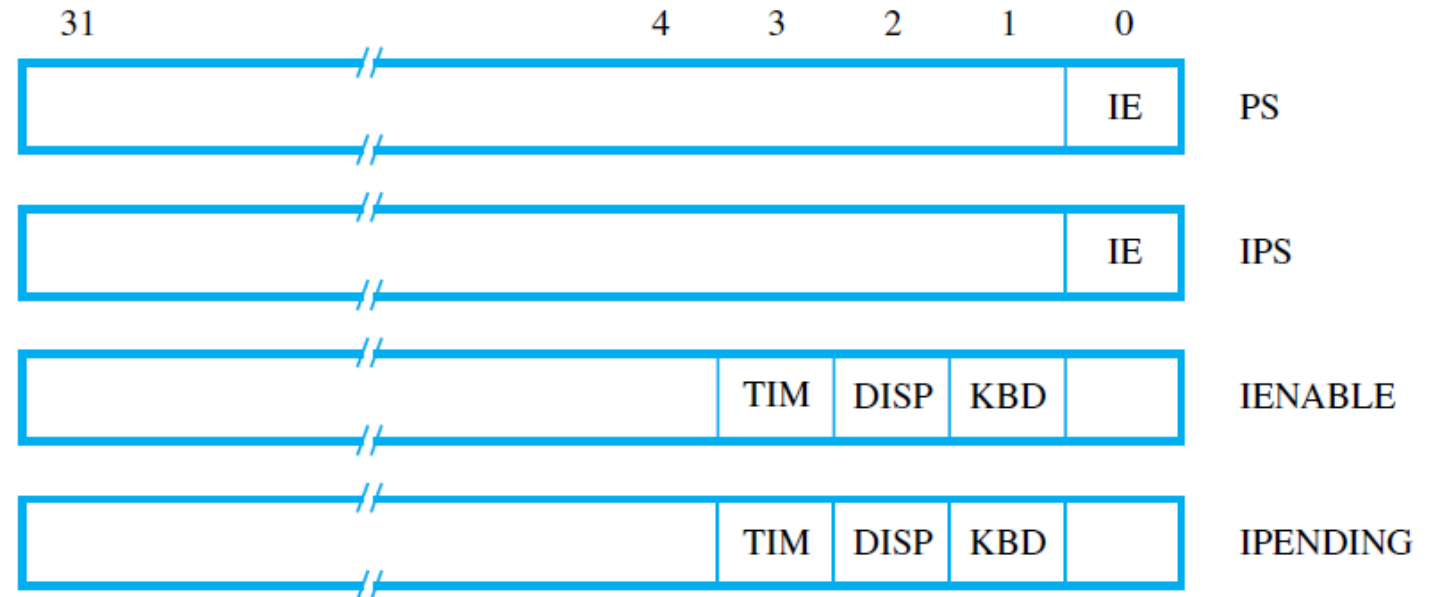 31 4 3 2 1 0
IE PS
IE IPS
TIM DISP KBD IENABLE
TIM DISP KBD IPENDING